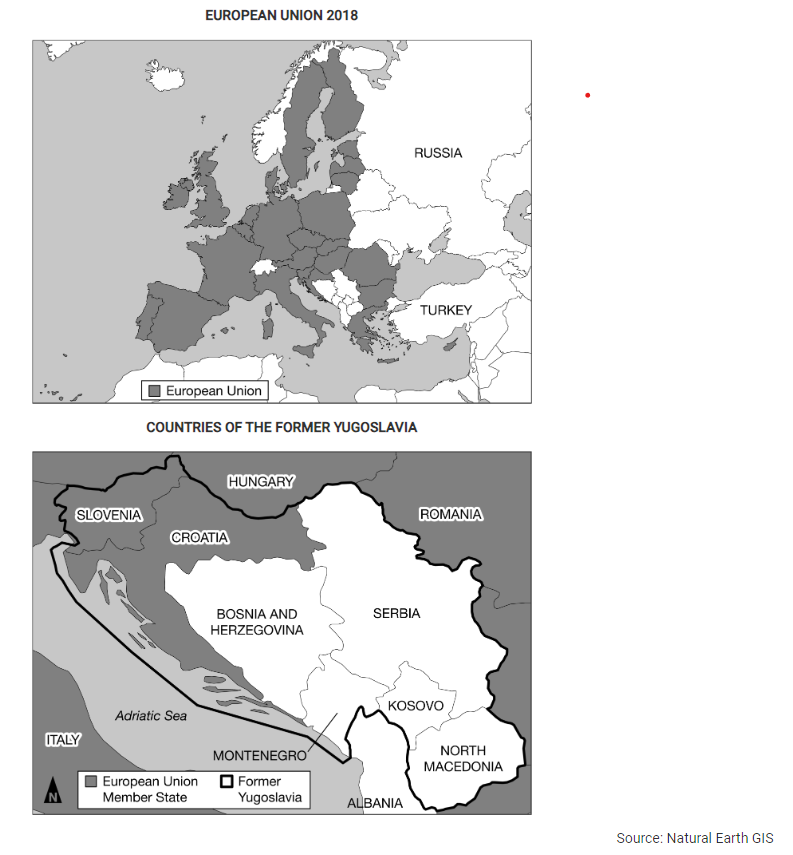 EUROPEAN UNION 2018
RUSSIA
TURKEY
European Union
COUNTRIES OF THE FORMER YUGOSLAVIA
HUNGARY
SLOVENIA
ROMANIA
CROATIA
BOSNIA AND
HERZEGOVINA
SERBIA
KOSOVO
Adriatic Sea
ITALY
MONTENEGRO
NORTH
MACEDONIA
European Union
Member State
Former
Yugoslavia
N
ALBANIA
Source: Natural Earth GIS